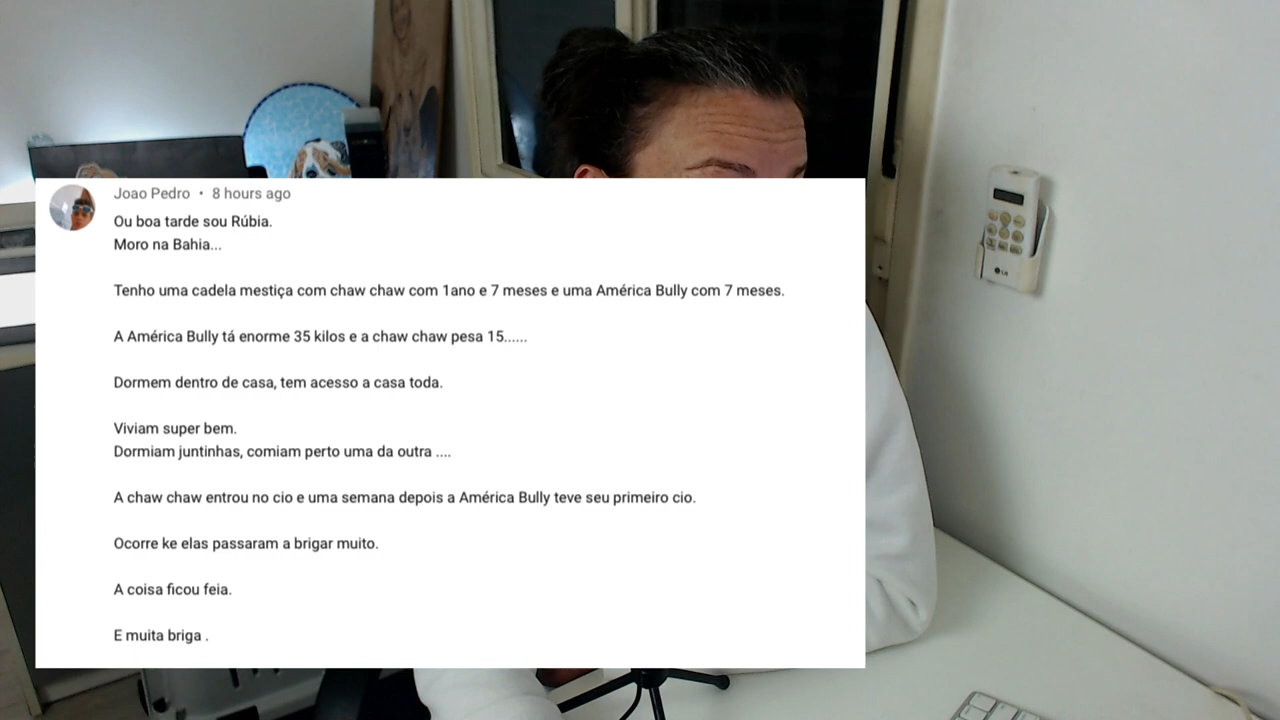 Joao Pedro • 8 hours ago
Ou boa tarde sou Rúbia.
Moro na Bahia...
Tenho uma cadela mestiça com chaw chaw com 1ano e 7 meses e uma América Bully com 7 meses.
A América Bully tá enorme 35 kilos e a chaw chaw pesa 15......
Dormem dentro de casa, tem acesso a casa toda.
Viviam super bem.
Dormiam juntinhas, comiam perto uma da outra ....
A chaw chaw entrou no cio e uma semana depois a América Bully teve seu primeiro cio.
Ocorre ke elas passaram a brigar muito.
A coisa ficou feia.
E muita briga .
LG